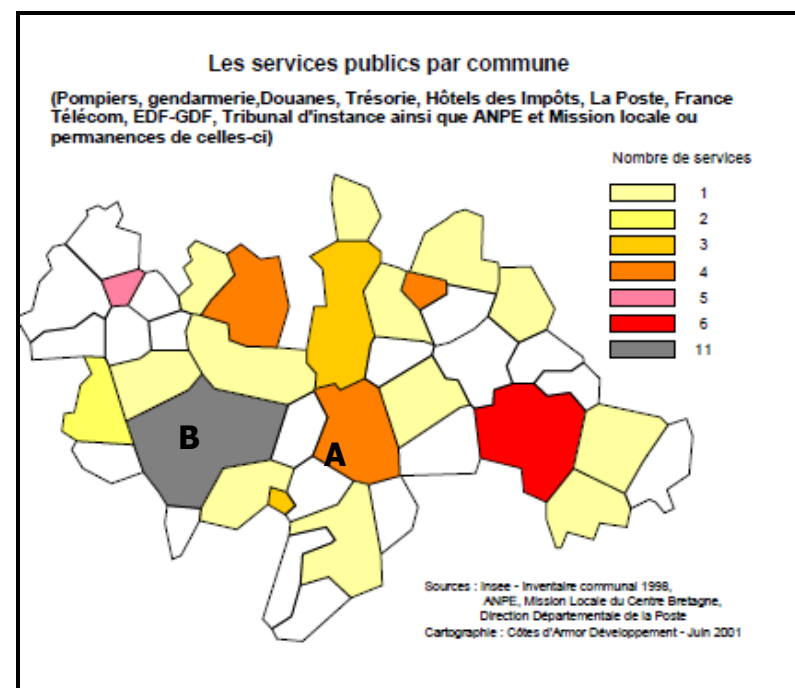 Les services publics par commune
(Pompiers, gendarmerie,Douanes, Trésorie, Hôtels des Impôts, La Poste, France
Télécom, EDF-GDF, Tribunal d'instance ainsi que ANPE et Mission locale ou
permanences de celles-ci)
Nombre de services
1
2
3
4
5
6
11
B
A
Sources : Insee - Inventaire communal 1998,
ANPE, Mission Locale du Centre Bretagne,
Direction Départementale de la Poste
Cartographie : Côtes d'Armor Développement - Juin 2001